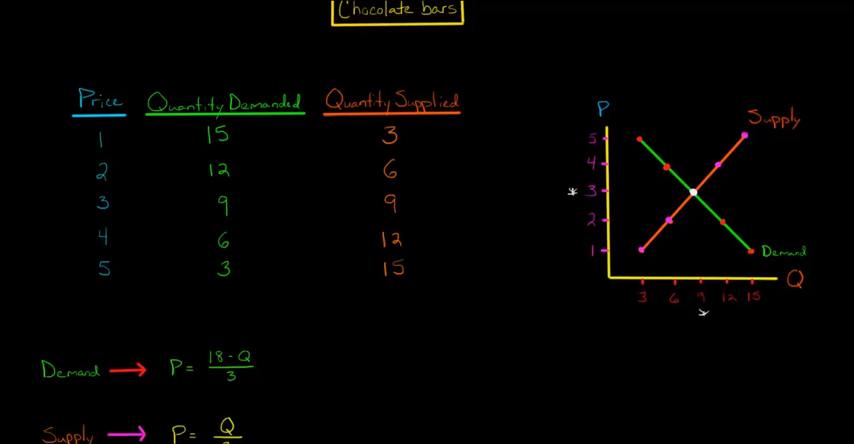 Chocolate bars
Price Quantity Demanded Quantity Supplied
1 15 3
2 12 6
3 9 9
4 6 12
5 3 15
P
Supply
5
4
* 3
2
1
Demand
Q
3 6 9 12 15
*
Demand → P = (18 - Q)/3
Supply → P = Q